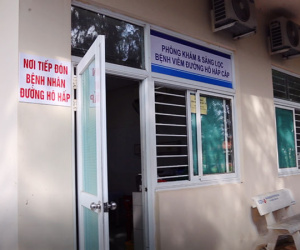 NƠI TIẾP ĐÓN
BỆNH NHÂN
ĐƯỜNG HÔ HẤP
PHÒNG KHÁM & SÀNG LỌC
BỆNH VIÊM ĐƯỜNG HÔ HẤP CẤP